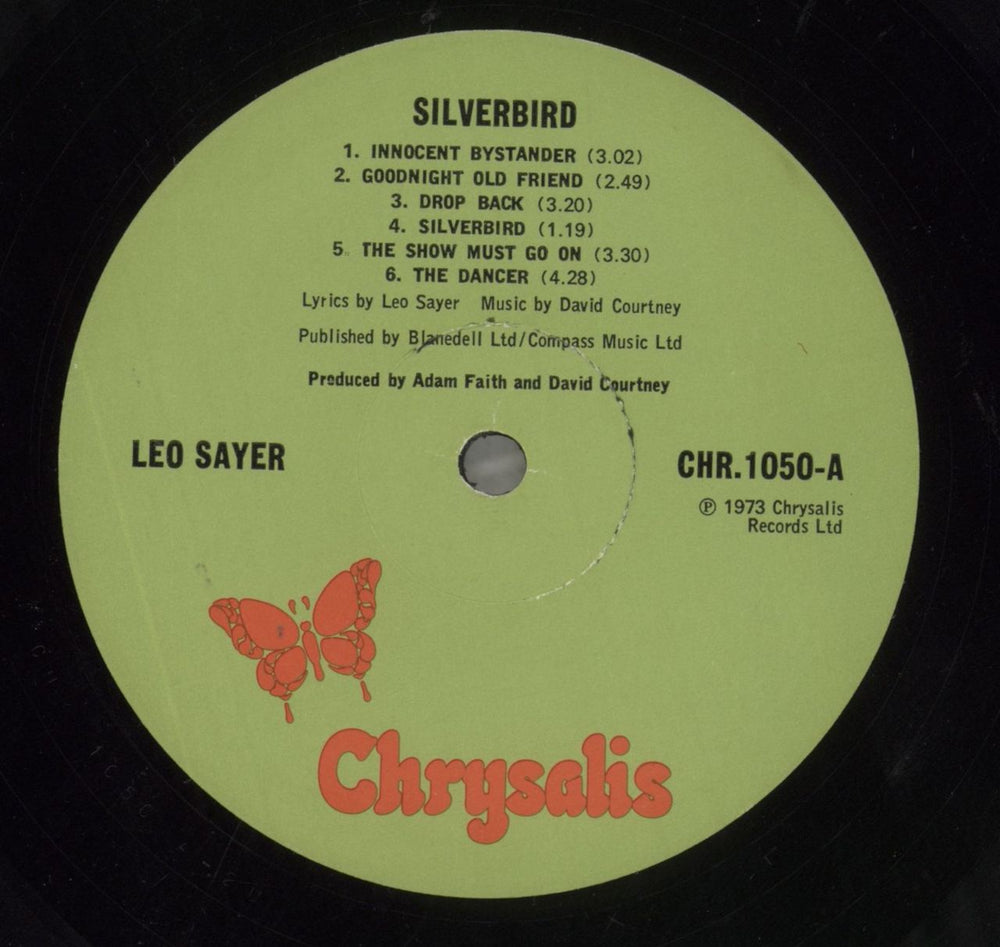 SILVERBIRD
1. INNOCENT BYSTANDER (3.02)
2. GOODNIGHT OLD FRIEND (2.49)
3. DROP BACK (3.20)
4. SILVERBIRD (1.19)
5. THE SHOW MUST GO ON (3.30)
6. THE DANCER (4.28)
Lyrics by Leo Sayer Music by David Courtney
Published by Blanedell Ltd/Compass Music Ltd
Produced by Adam Faith and David Courtney
LEO SAYER
CHR.1050-A
℗ 1973 Chrysalis
Records Ltd
Chrysalis